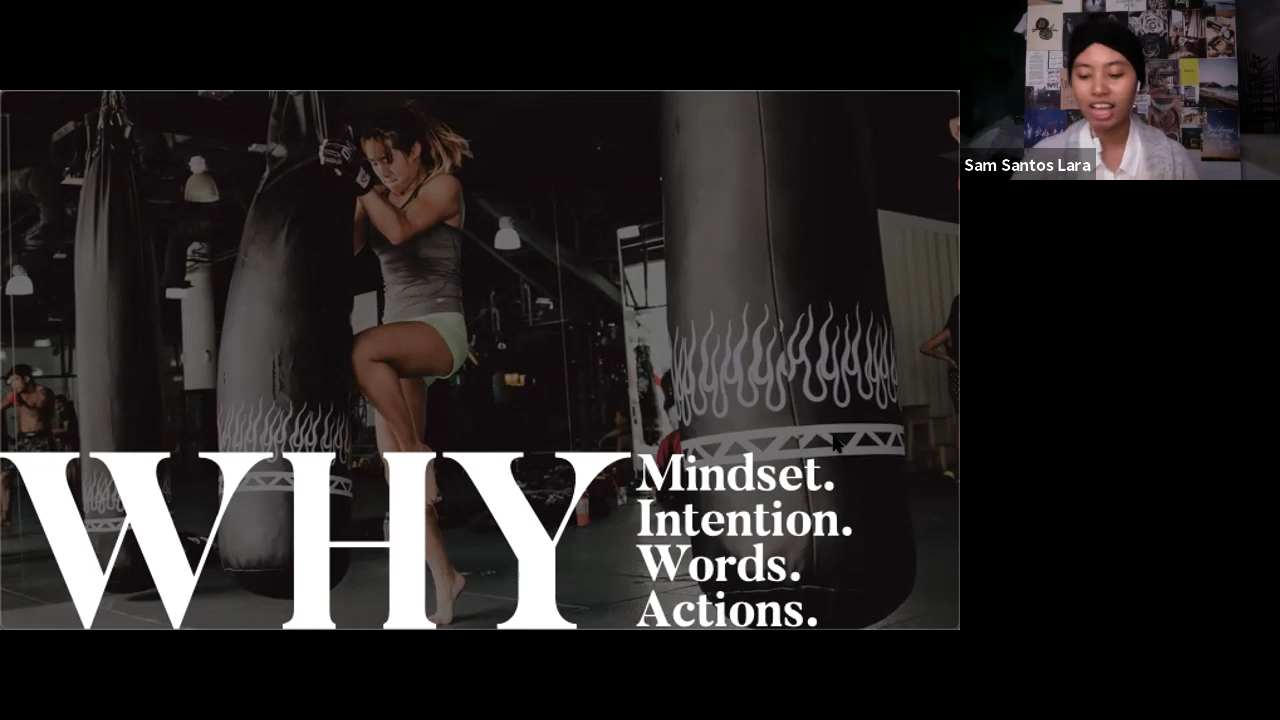 Sam Santos Lara
WHY
Mindset.
Intention.
Words.
Actions.